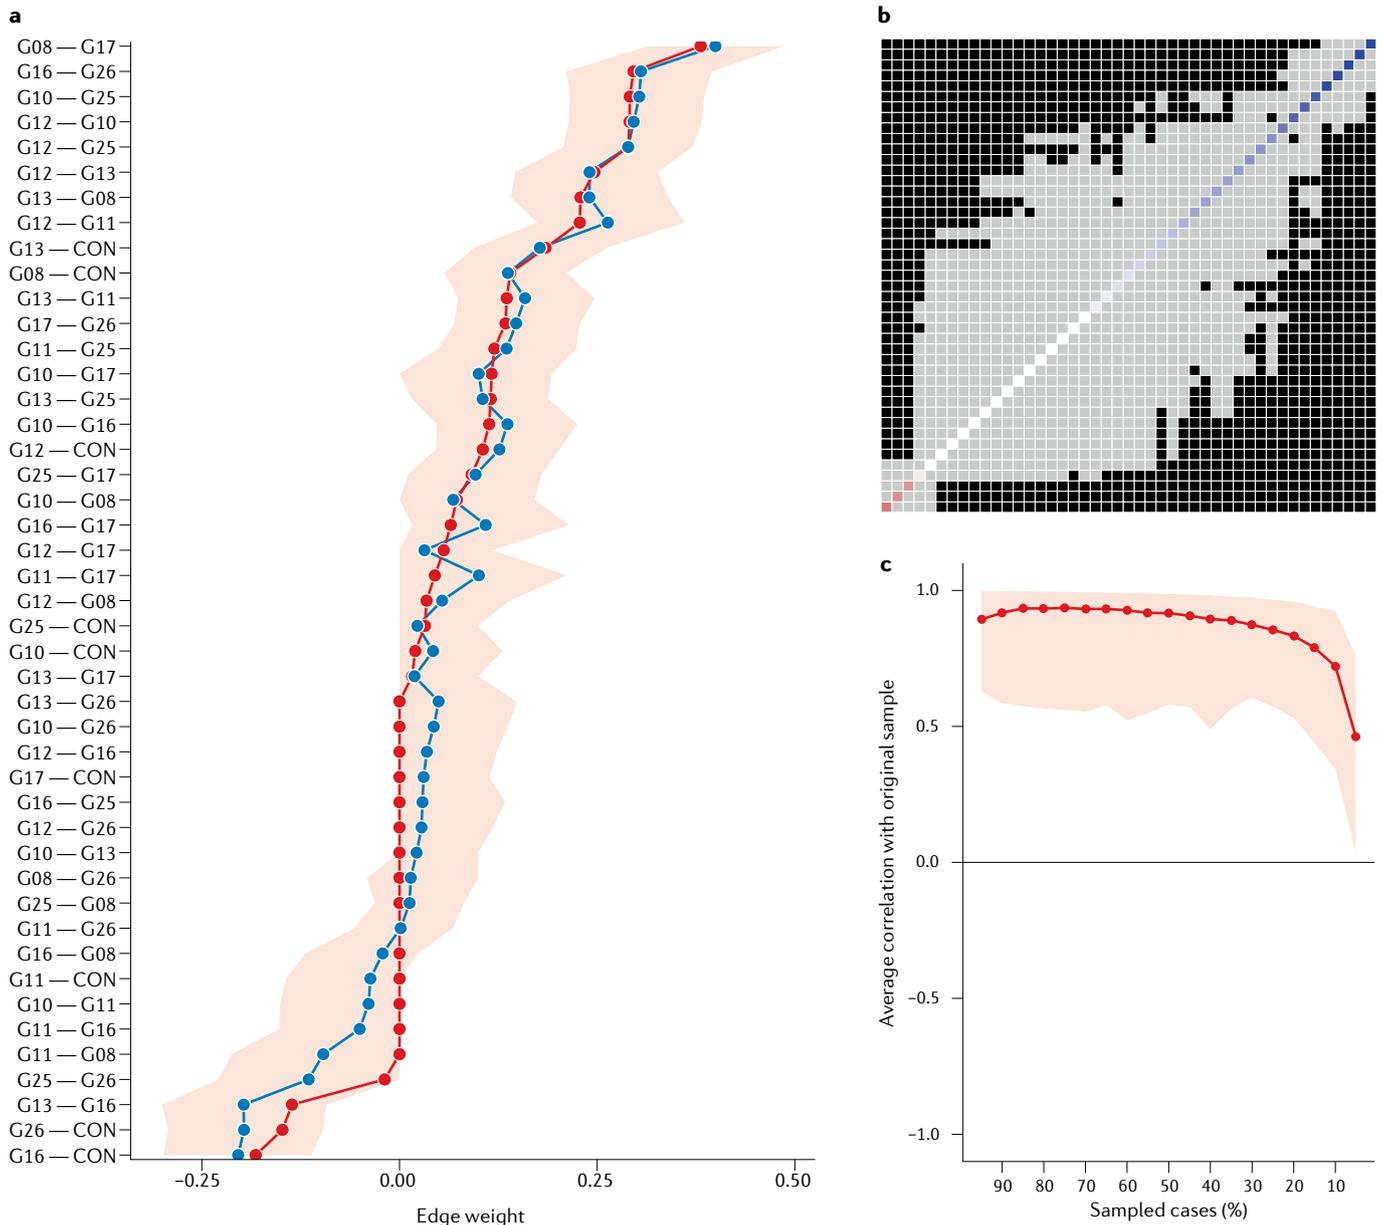 a
G08 — G17
G16 — G26
G10 — G25
G12 — G10
G12 — G25
G12 — G13
G13 — G08
G12 — G11
G13 — CON
G08 — CON
G13 — G11
G17 — G26
G11 — G25
G10 — G17
G13 — G25
G10 — G16
G12 — CON
G25 — G17
G10 — G08
G16 — G17
G12 — G17
G11 — G17
G12 — G08
G25 — CON
G10 — CON
G13 — G17
G13 — G26
G10 — G26
G12 — G16
G17 — CON
G16 — G25
G12 — G26
G10 — G13
G08 — G26
G25 — G08
G11 — G26
G16 — G08
G11 — CON
G10 — G11
G11 — G16
G11 — G08
G25 — G26
G13 — G16
G26 — CON
G16 — CON
−0.25 0.00 0.25 0.50
Edge weight
b
c
1.0
0.5
0.0
−0.5
−1.0
Average correlation with original sample
90 80 70 60 50 40 30 20 10
Sampled cases (%)